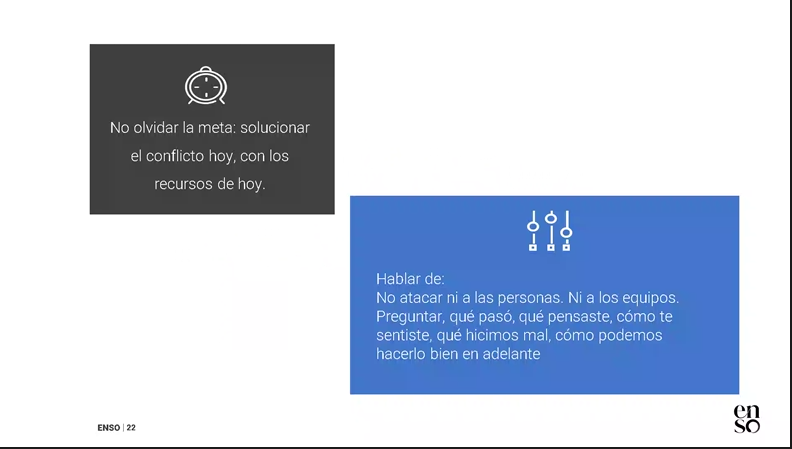 No olvidar la meta: solucionar
el conflicto hoy, con los
recursos de hoy.
Hablar de:
No atacar ni a las personas. Ni a los equipos.
Preguntar, qué pasó, qué pensaste, cómo te
sentiste, qué hicimos mal, cómo podemos
hacerlo bien en adelante
ENSO | 22
en
so